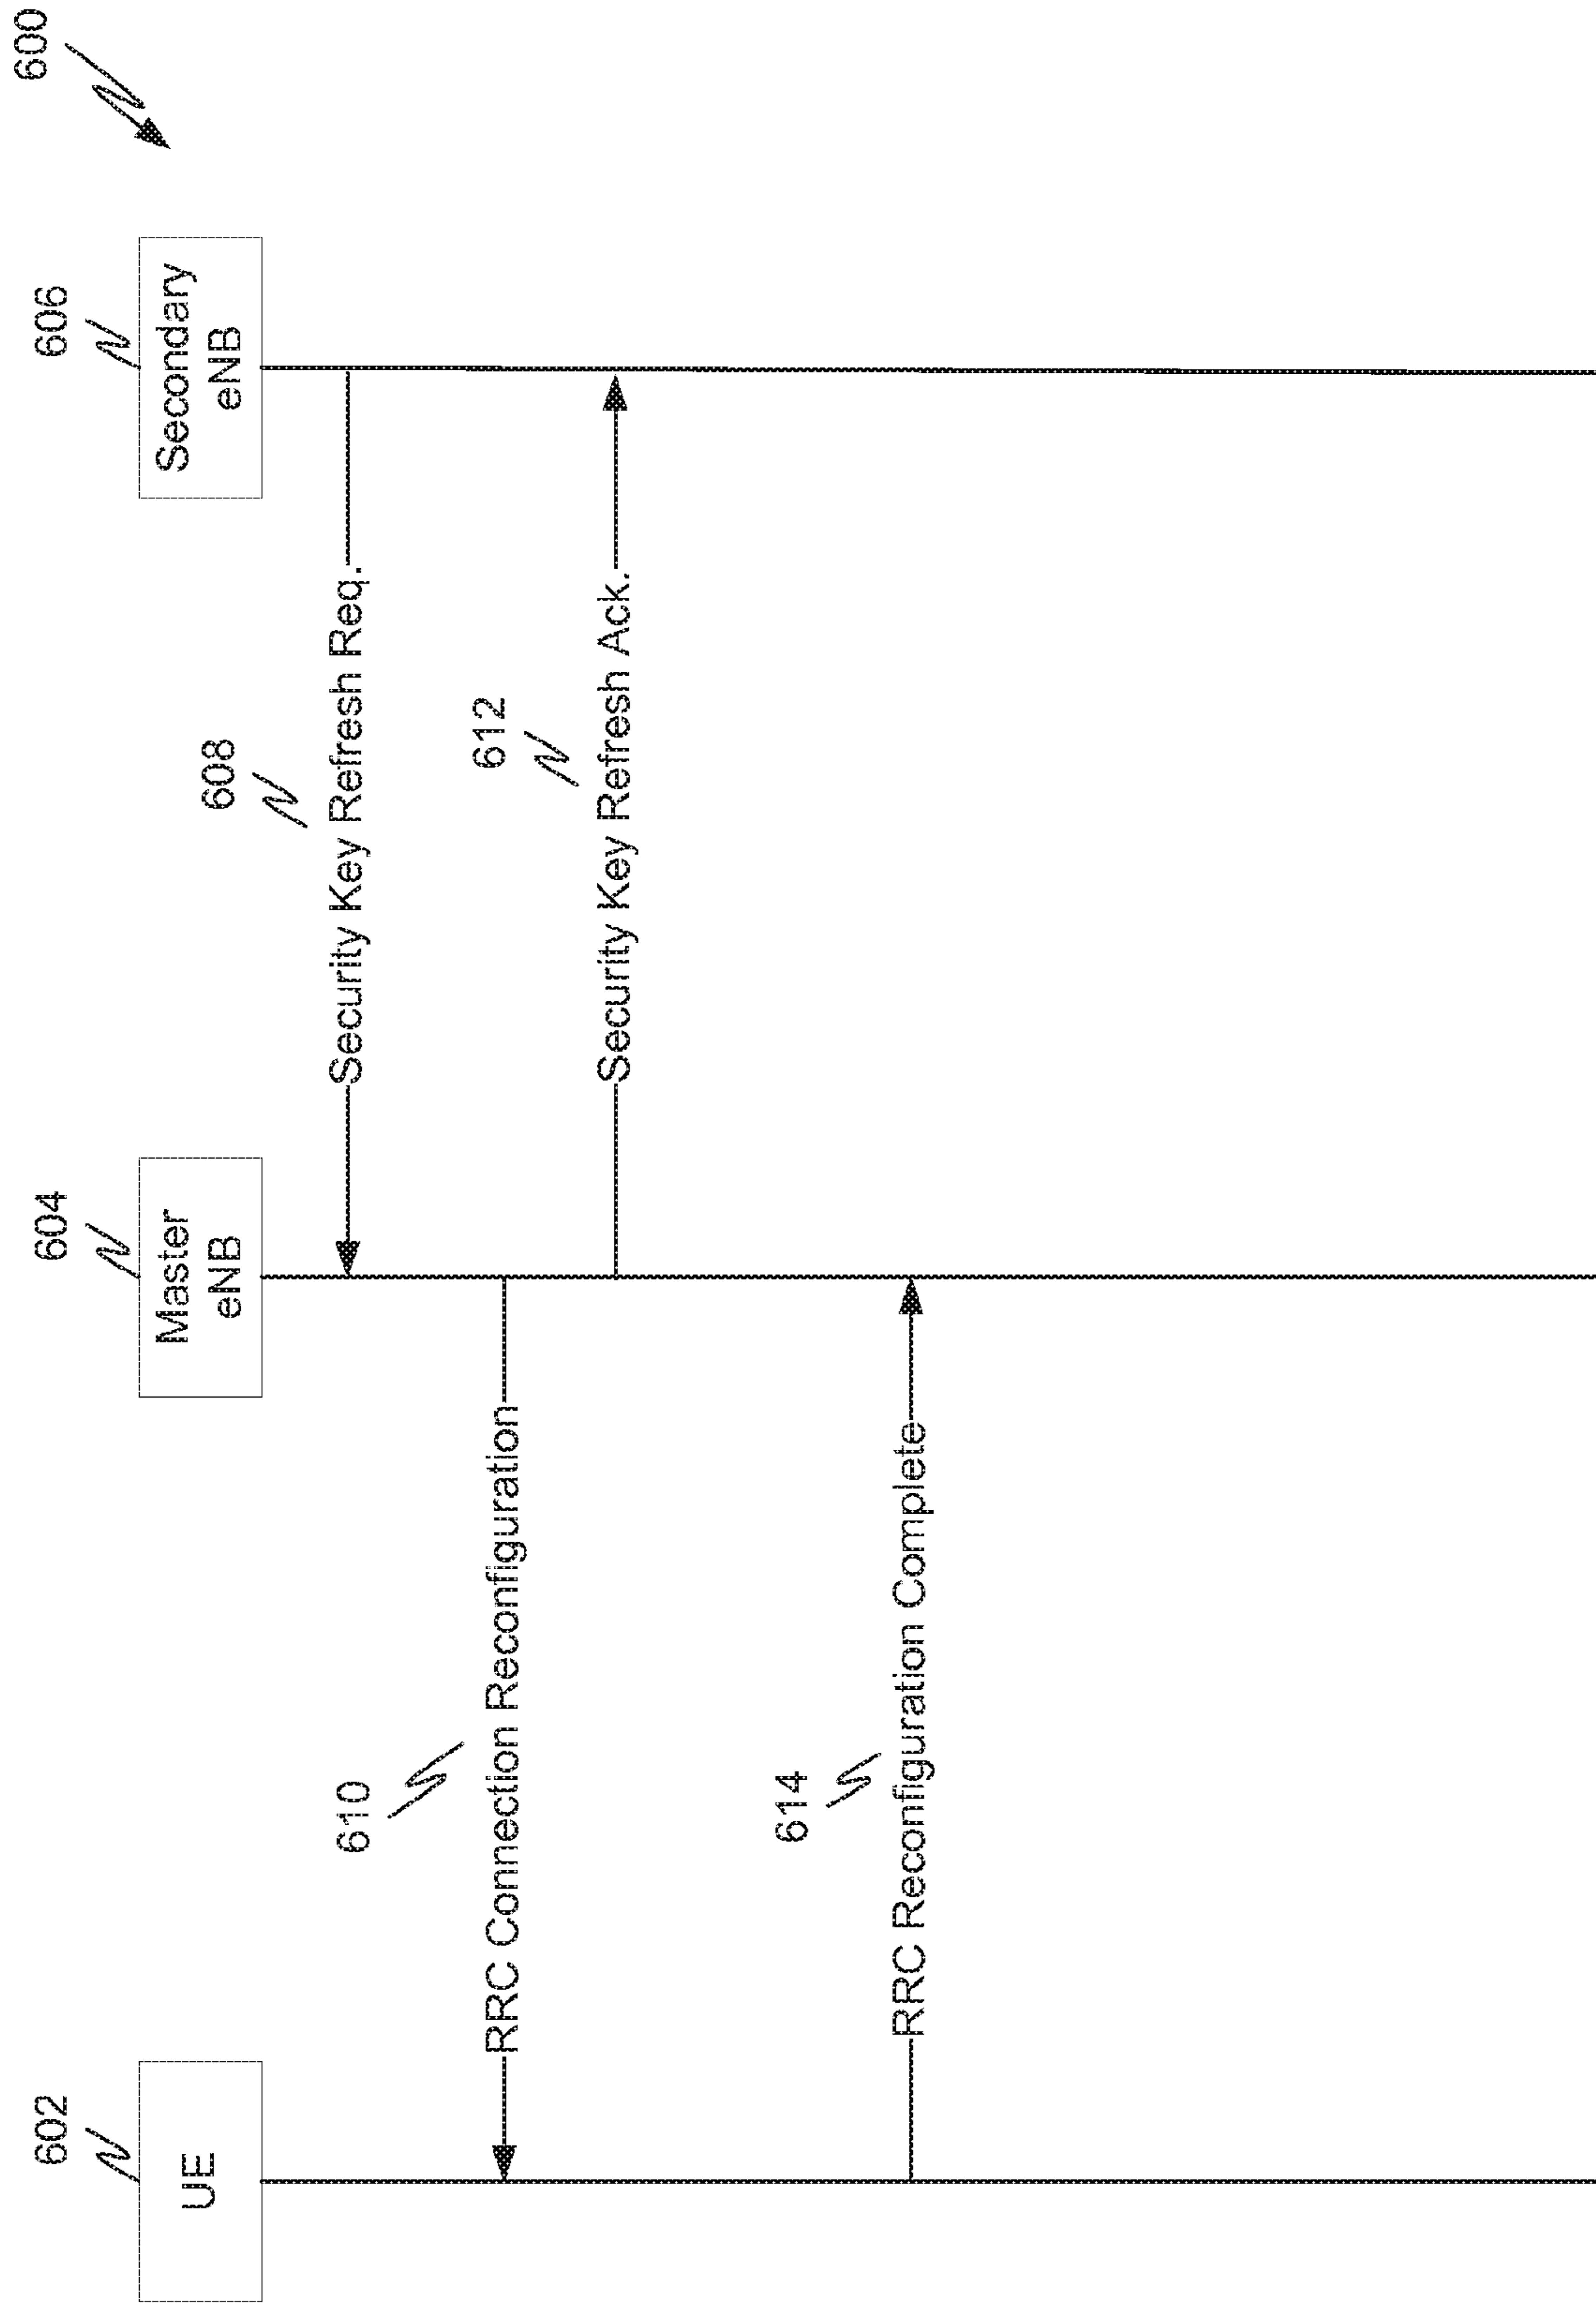 600
602
604
606
UE
Master
eNB
Secondary
eNB
608
Security Key Refresh Req.
610
RRC Connection Reconfiguration
612
Security Key Refresh Ack.
614
RRC Reconfiguration Complete